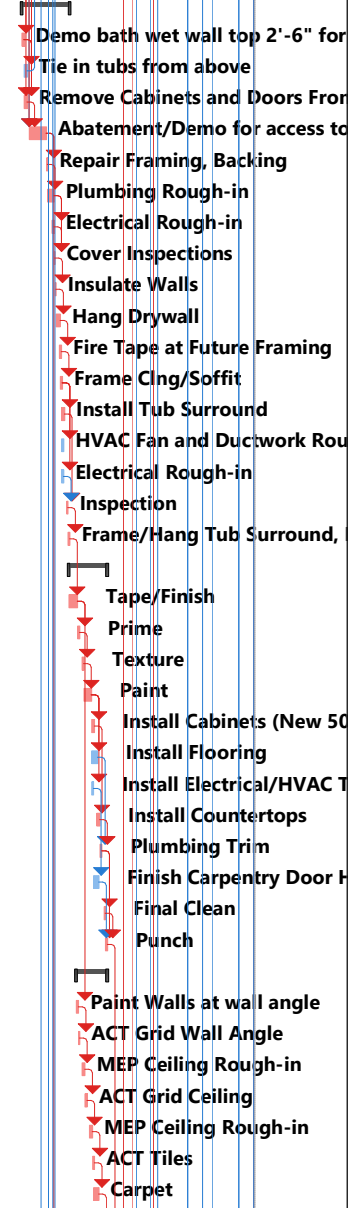 Demo bath wet wall top 2'-6" for
Tie in tubs from above
Remove Cabinets and Doors From
Abatement/Demo for access to
Repair Framing, Backing
Plumbing Rough-in
Electrical Rough-in
Cover Inspections
Insulate Walls
Hang Drywall
Fire Tape at Future Framing
Frame Clng/Soffit
Install Tub Surround
HVAC Fan and Ductwork Rou
Electrical Rough-in
Inspection
Frame/Hang Tub Surround,
Tape/Finish
Prime
Texture
Paint
Install Cabinets (New 50
Install Flooring
Install Electrical/HVAC T
Install Countertops
Plumbing Trim
Finish Carpentry Door H
Final Clean
Punch
Paint Walls at wall angle
ACT Grid Wall Angle
MEP Ceiling Rough-in
ACT Grid Ceiling
MEP Ceiling Rough-in
ACT Tiles
Carpet